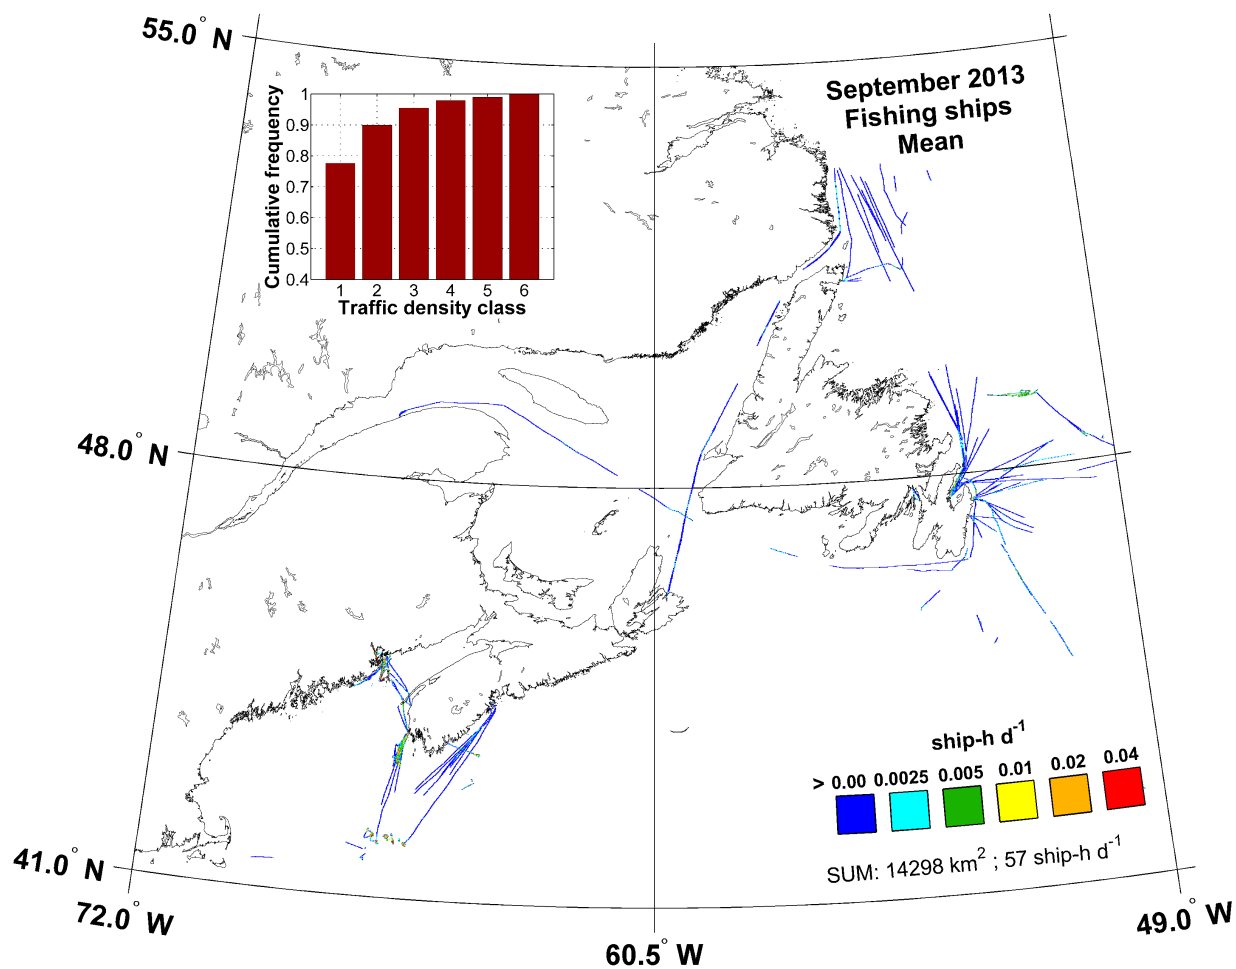 55.0° N
September 2013
Fishing ships
Mean
Cumulative frequency
1
0.9
0.8
0.7
0.6
0.5
0.4
1 2 3 4 5 6
Traffic density class
48.0° N
ship-h d⁻¹
> 0.00 0.0025 0.005 0.01 0.02 0.04
SUM: 14298 km² ; 57 ship-h d⁻¹
41.0° N
72.0° W
60.5° W
49.0° W